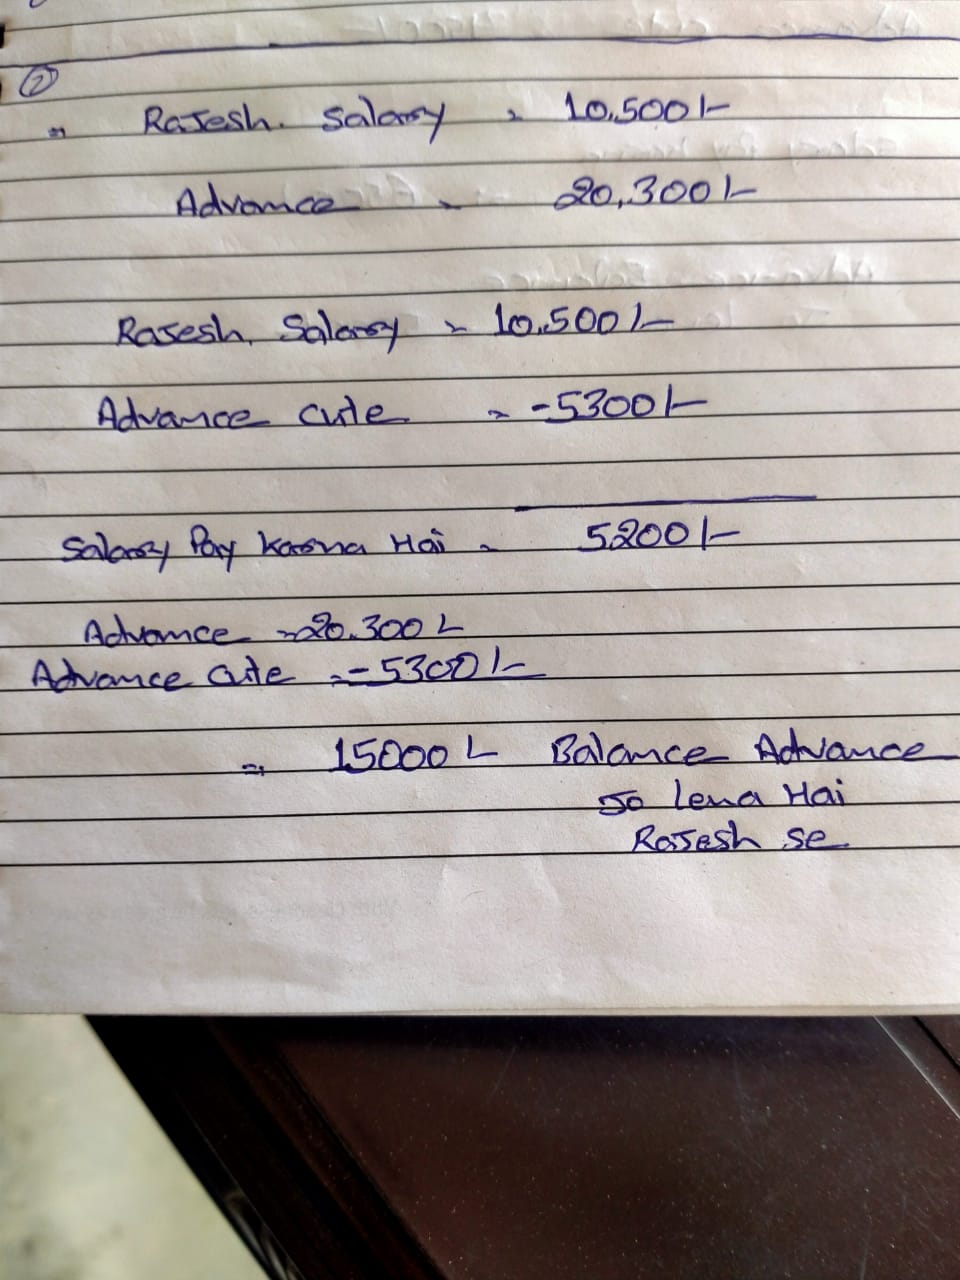 ②
⇒ Rajesh. Salary = 10,500/-
Advance = 20,300/-
Rajesh. Salary = 10,500/-
Advance cute = -5300/-
Salary Pay Karna Hai = 5200/-
Advance = 20,300/-
Advance Cute = -5300/-
= 15000/- Balance Advance
Jo lena Hai
Rajesh se